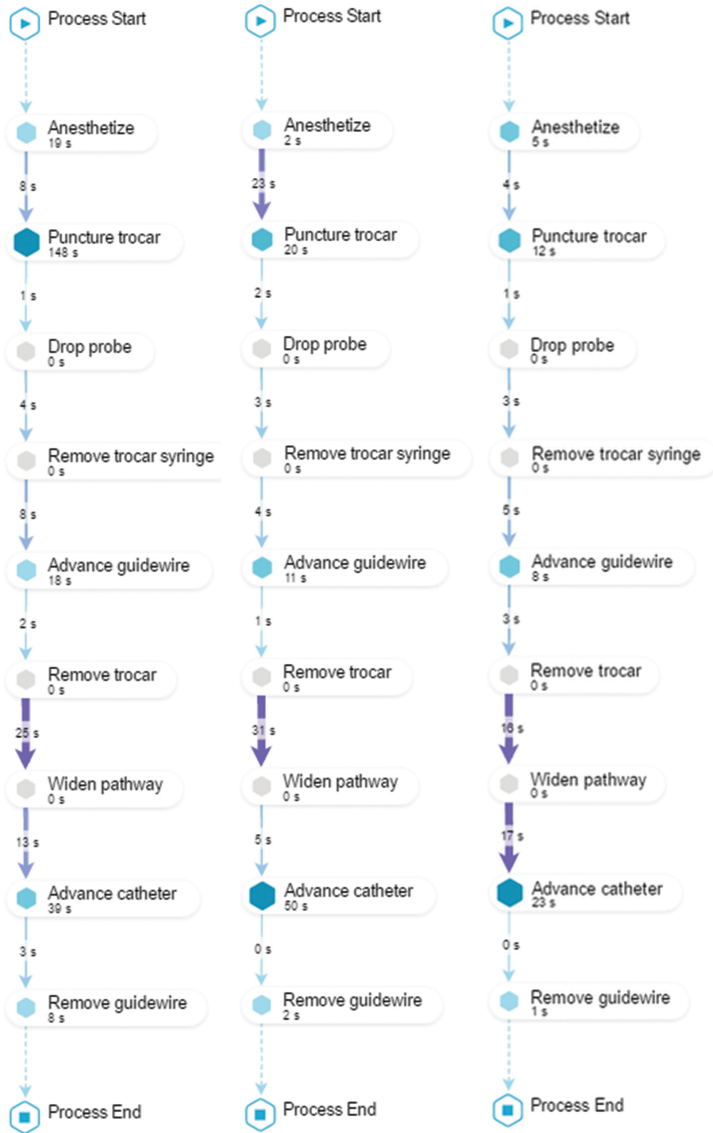 Process Start
Anesthetize
19 s
8 s
Puncture trocar
148 s
1 s
Drop probe
0 s
4 s
Remove trocar syringe
0 s
8 s
Advance guidewire
18 s
2 s
Remove trocar
0 s
25 s
Widen pathway
0 s
13 s
Advance catheter
39 s
3 s
Remove guidewire
8 s
Process End
Process Start
Anesthetize
2 s
23 s
Puncture trocar
20 s
2 s
Drop probe
0 s
3 s
Remove trocar syringe
0 s
4 s
Advance guidewire
11 s
1 s
Remove trocar
0 s
31 s
Widen pathway
0 s
5 s
Advance catheter
50 s
0 s
Remove guidewire
2 s
Process End
Process Start
Anesthetize
5 s
4 s
Puncture trocar
12 s
1 s
Drop probe
0 s
3 s
Remove trocar syringe
0 s
5 s
Advance guidewire
8 s
3 s
Remove trocar
0 s
16 s
Widen pathway
0 s
17 s
Advance catheter
23 s
0 s
Remove guidewire
1 s
Process End